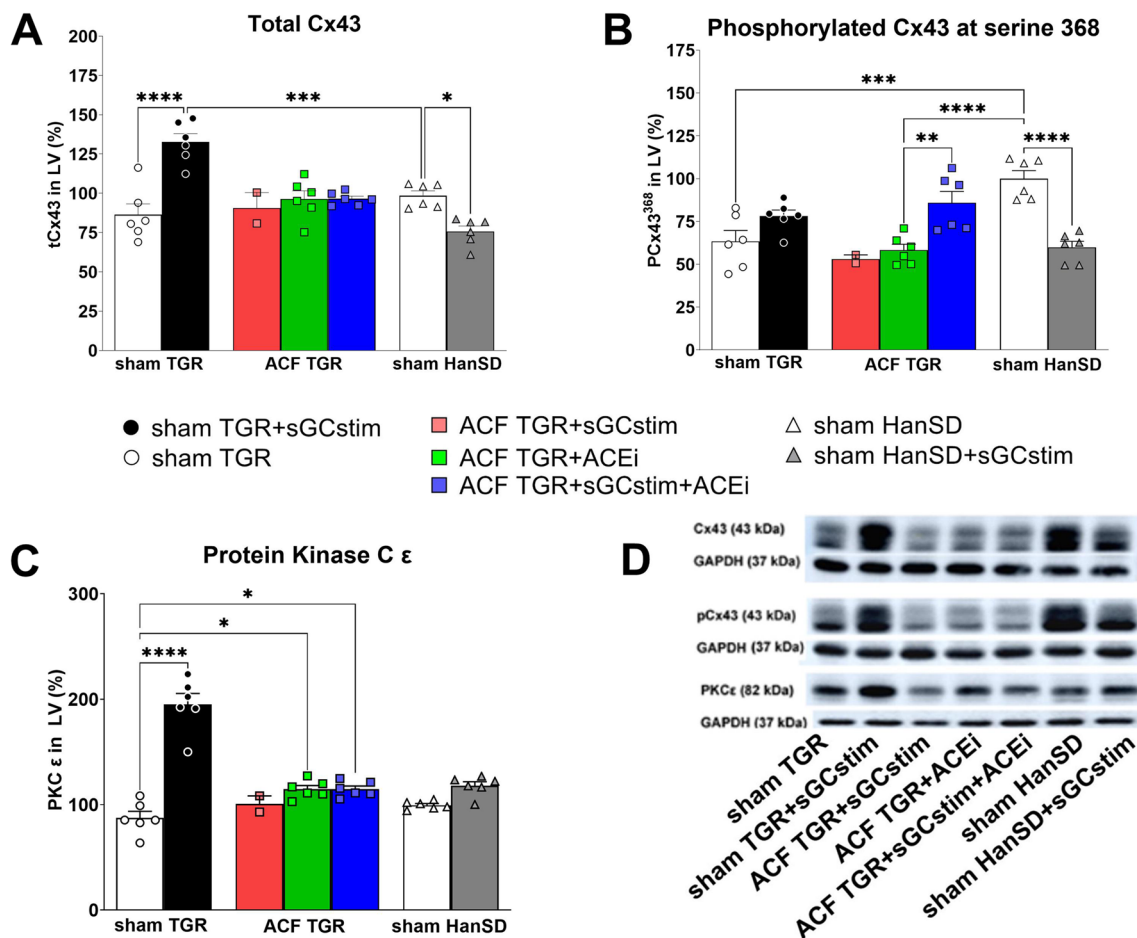 A
Total Cx43
tCx43 in LV (%)
200
175
150
125
100
75
50
25
0
****
***
*
sham TGR
ACF TGR
sham HanSD
B
Phosphorylated Cx43 at serine 368
PCx43³⁶⁸ in LV (%)
175
150
125
100
75
50
25
0
***
****
**
****
sham TGR
ACF TGR
sham HanSD
sham TGR+sGCstim
sham TGR
ACF TGR+sGCstim
ACF TGR+ACEi
ACF TGR+sGCstim+ACEi
sham HanSD
sham HanSD+sGCstim
C
Protein Kinase C ε
PKC ε in LV (%)
300
200
100
0
*
*
****
sham TGR
ACF TGR
sham HanSD
D
Cx43 (43 kDa)
GAPDH (37 kDa)
pCx43 (43 kDa)
GAPDH (37 kDa)
PKCε (82 kDa)
GAPDH (37 kDa)
sham TGR
sham TGR+sGCstim
ACF TGR+sGCstim
ACF TGR+ACEi
ACF TGR+sGCstim+ACEi
sham HanSD
sham HanSD+sGCstim